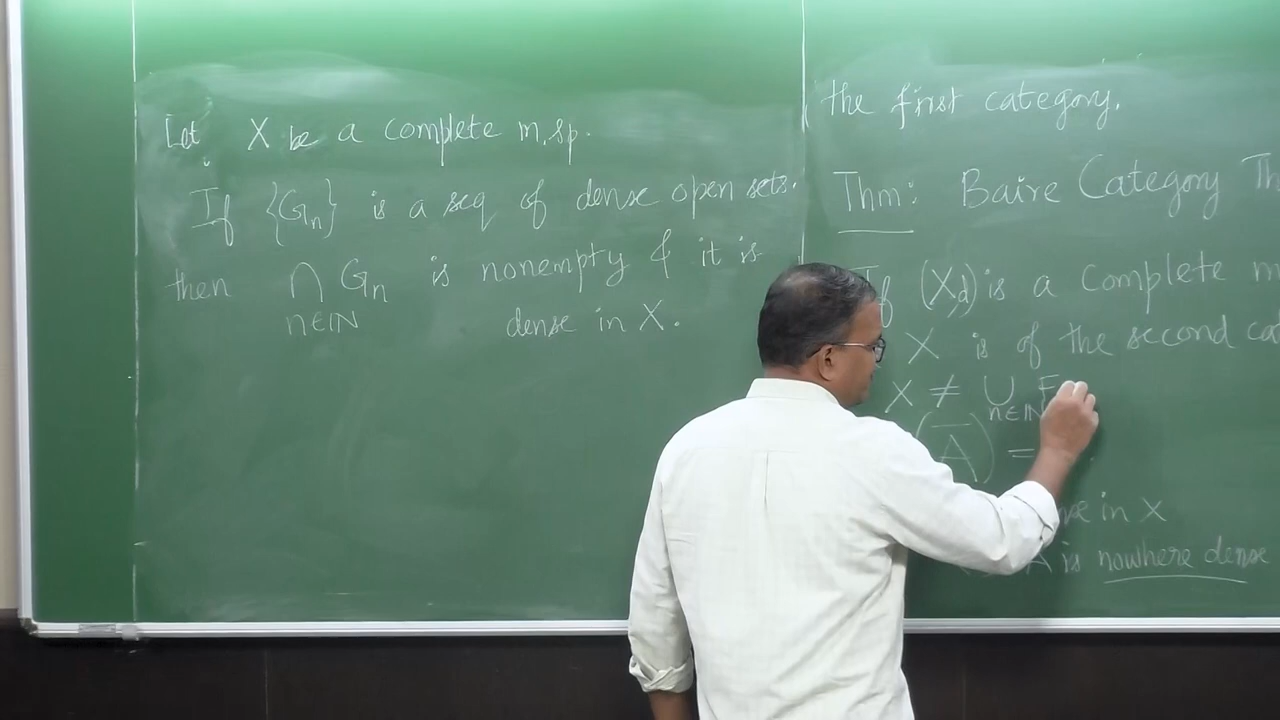 Let X be a complete m.sp.
If {Gn} is a seq of dense open sets.
then ∩ Gn is nonempty & it is
n∈ℕ dense in X.
the first category.
Thm: Baire Category Th
If (X,d) is a complete m
X is of the second ca
X ≠ ∪ F
n∈ℕ
(A̅) =
in X
A is nowhere dense